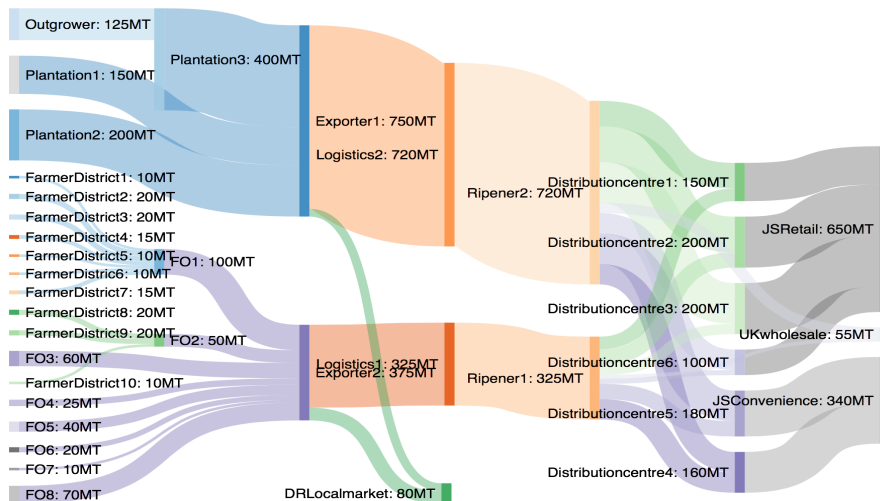 Outgrower: 125MT
Plantation3: 400MT
Plantation1: 150MT
Plantation2: 200MT
Exporter1: 750MT
Logistics2: 720MT
FarmerDistrict1: 10MT
FarmerDistrict2: 20MT
FarmerDistrict3: 20MT
FarmerDistrict4: 15MT
FarmerDistrict5: 10MT
FarmerDistric6: 10MT
FarmerDistrict7: 15MT
FO1: 100MT
FarmerDistrict8: 20MT
FarmerDistrict9: 20MT
FO2: 50MT
FO3: 60MT
FarmerDistrict10: 10MT
FO4: 25MT
FO5: 40MT
FO6: 20MT
FO7: 10MT
FO8: 70MT
Logistics1: 325MT
Exporter2: 375MT
DRLocalmarket: 80MT
Ripener2: 720MT
Ripener1: 325MT
Distributioncentre1: 150MT
Distributioncentre2: 200MT
Distributioncentre3: 200MT
Distributioncentre6: 100MT
Distributioncentre5: 180MT
Distributioncentre4: 160MT
JSRetail: 650MT
UKwholesale: 55MT
JSConvenience: 340MT